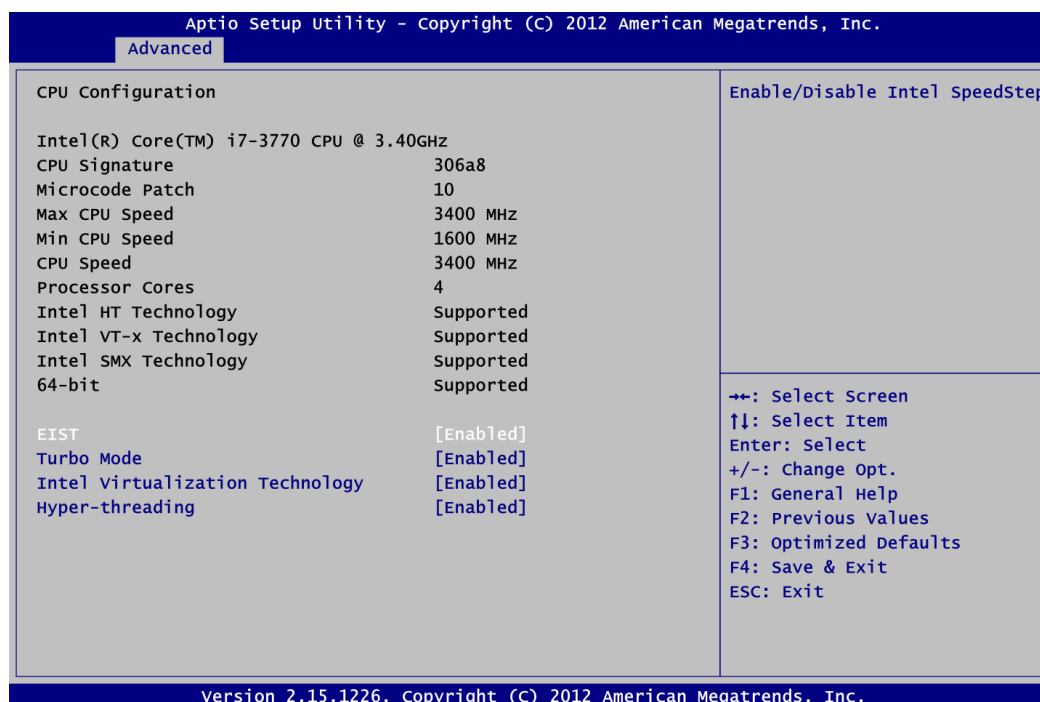 Aptio Setup Utility - Copyright (C) 2012 American Megatrends, Inc.
Advanced
CPU Configuration
Intel(R) Core(TM) i7-3770 CPU @ 3.40GHz
CPU Signature 306a8
Microcode Patch 10
Max CPU Speed 3400 MHz
Min CPU Speed 1600 MHz
CPU Speed 3400 MHz
Processor Cores 4
Intel HT Technology Supported
Intel VT-x Technology Supported
Intel SMX Technology Supported
64-bit Supported
EIST [Enabled]
Turbo Mode [Enabled]
Intel Virtualization Technology [Enabled]
Hyper-threading [Enabled]
Enable/Disable Intel SpeedStep
→←: Select Screen
↑↓: Select Item
Enter: Select
+/-: Change Opt.
F1: General Help
F2: Previous Values
F3: Optimized Defaults
F4: Save & Exit
ESC: Exit
Version 2.15.1226. Copyright (C) 2012 American Megatrends, Inc.